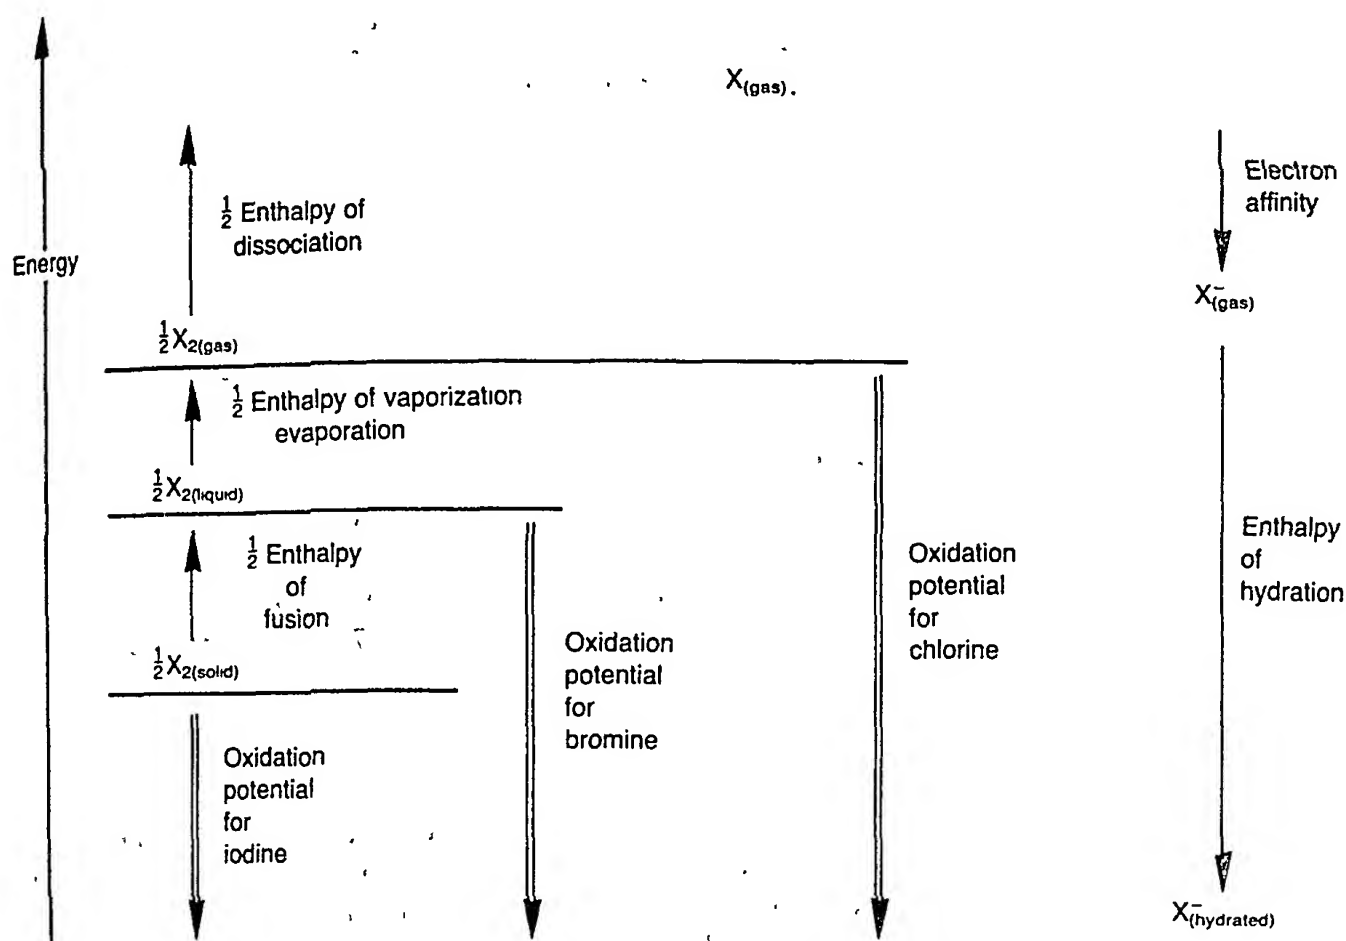 X(gas).
Electron
affinity
½ Enthalpy of
dissociation
Energy
X⁻(gas)
½X₂(gas)
½ Enthalpy of vaporization
evaporation
½X₂(liquid)
½ Enthalpy
of
fusion
Enthalpy
of
hydration
Oxidation
potential
for
chlorine
Oxidation
potential
for
bromine
½X₂(solid)
Oxidation
potential
for
iodine
X⁻(hydrated)